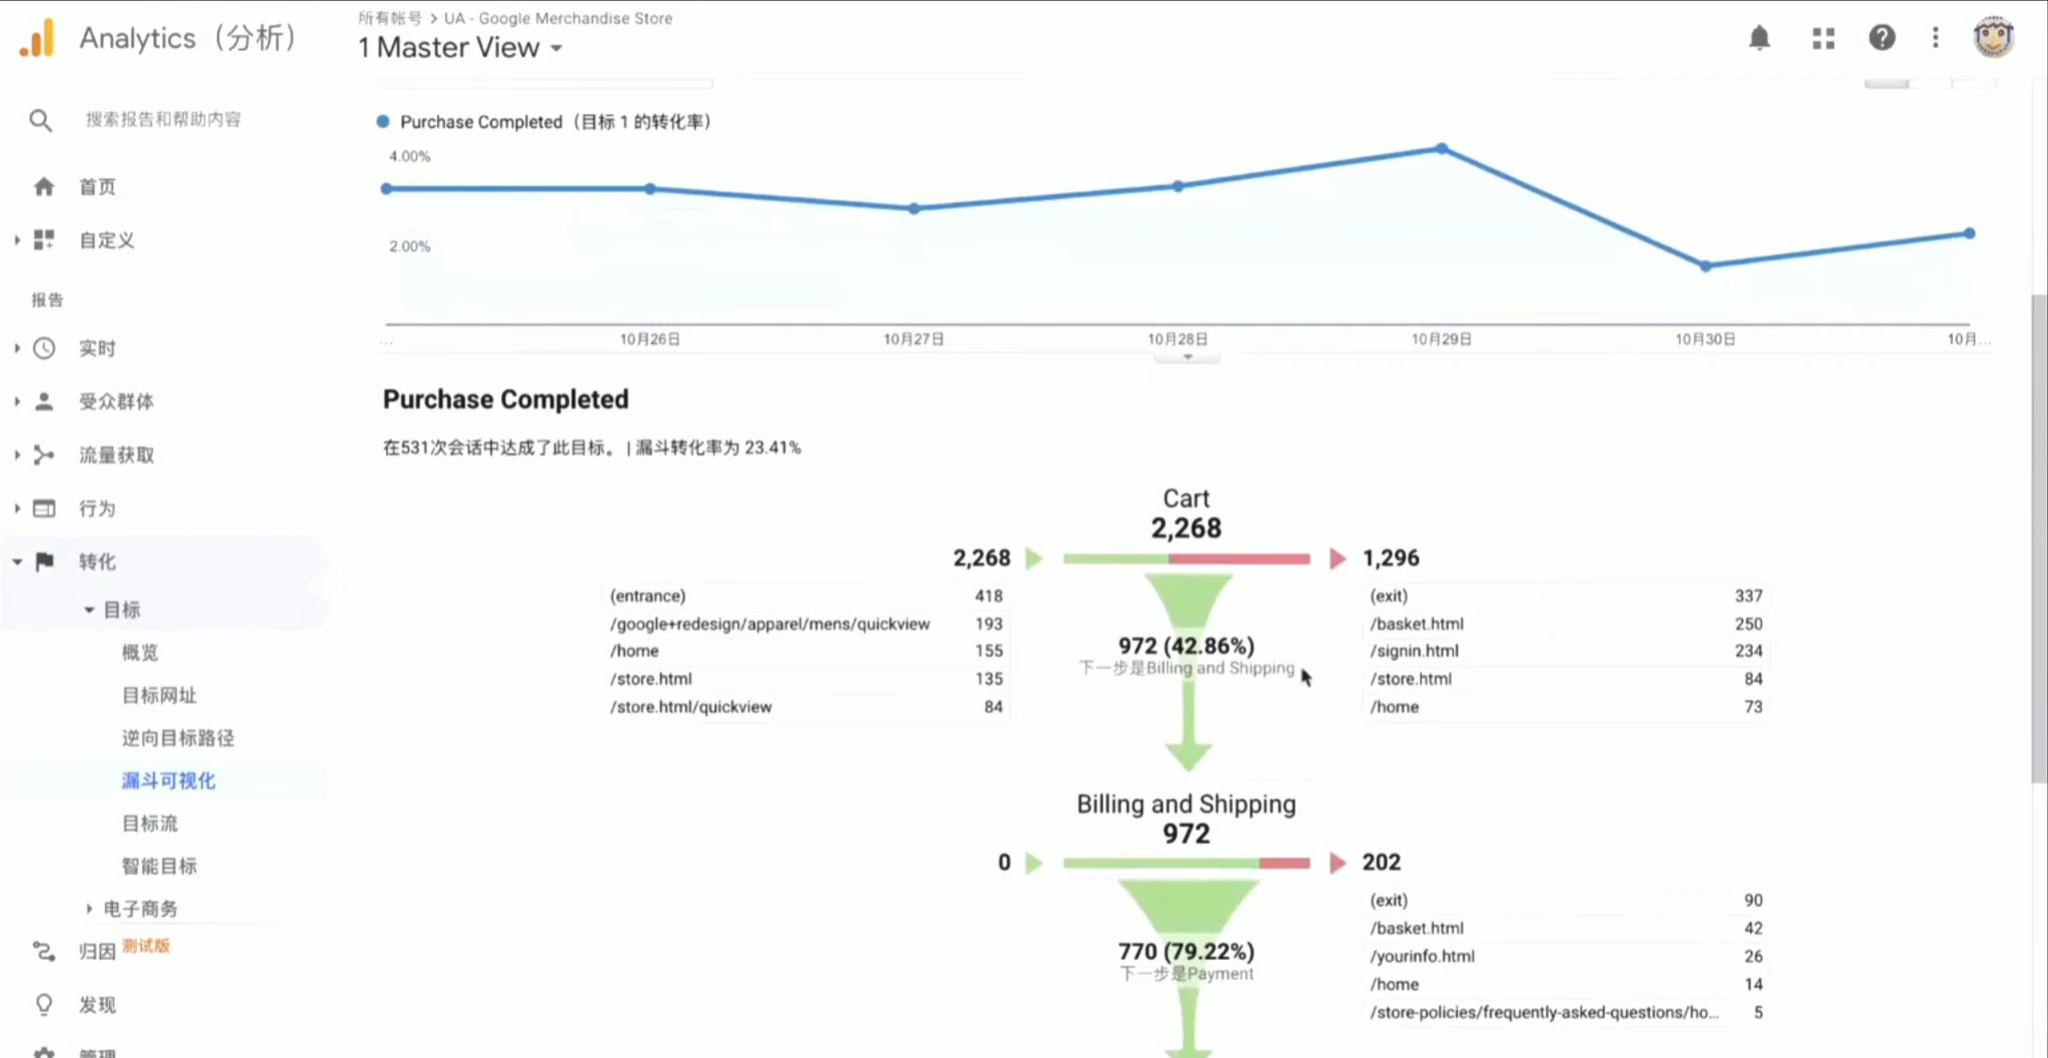 Analytics（分析）
所有帐号 > UA - Google Merchandise Store
1 Master View
搜索报告和帮助内容
首页
自定义
报告
实时
受众群体
流量获取
行为
转化
目标
概览
目标网址
逆向目标路径
漏斗可视化
目标流
智能目标
电子商务
归因 测试版
发现
管理
Purchase Completed（目标 1 的转化率）
4.00%
2.00%
... 10月26日 10月27日 10月28日 10月29日 10月30日 10月...
Purchase Completed
在531次会话中达成了此目标。 | 漏斗转化率为 23.41%
Cart
2,268
2,268
1,296
(entrance) 418
/google+redesign/apparel/mens/quickview 193
/home 155
/store.html 135
/store.html/quickview 84
972 (42.86%)
下一步是Billing and Shipping
(exit) 337
/basket.html 250
/signin.html 234
/store.html 84
/home 73
Billing and Shipping
972
0
202
770 (79.22%)
下一步是Payment
(exit) 90
/basket.html 42
/yourinfo.html 26
/home 14
/store-policies/frequently-asked-questions/ho... 5